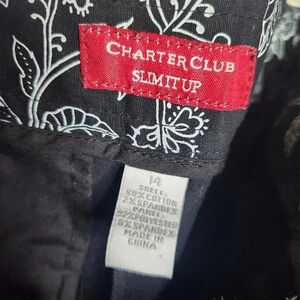 CHARTER CLUB
SLIM IT UP
14
SHELL:
98% COTTON
2% SPANDEX
PANEL:
92% POLYESTER
8% SPANDEX
MADE IN
CHINA